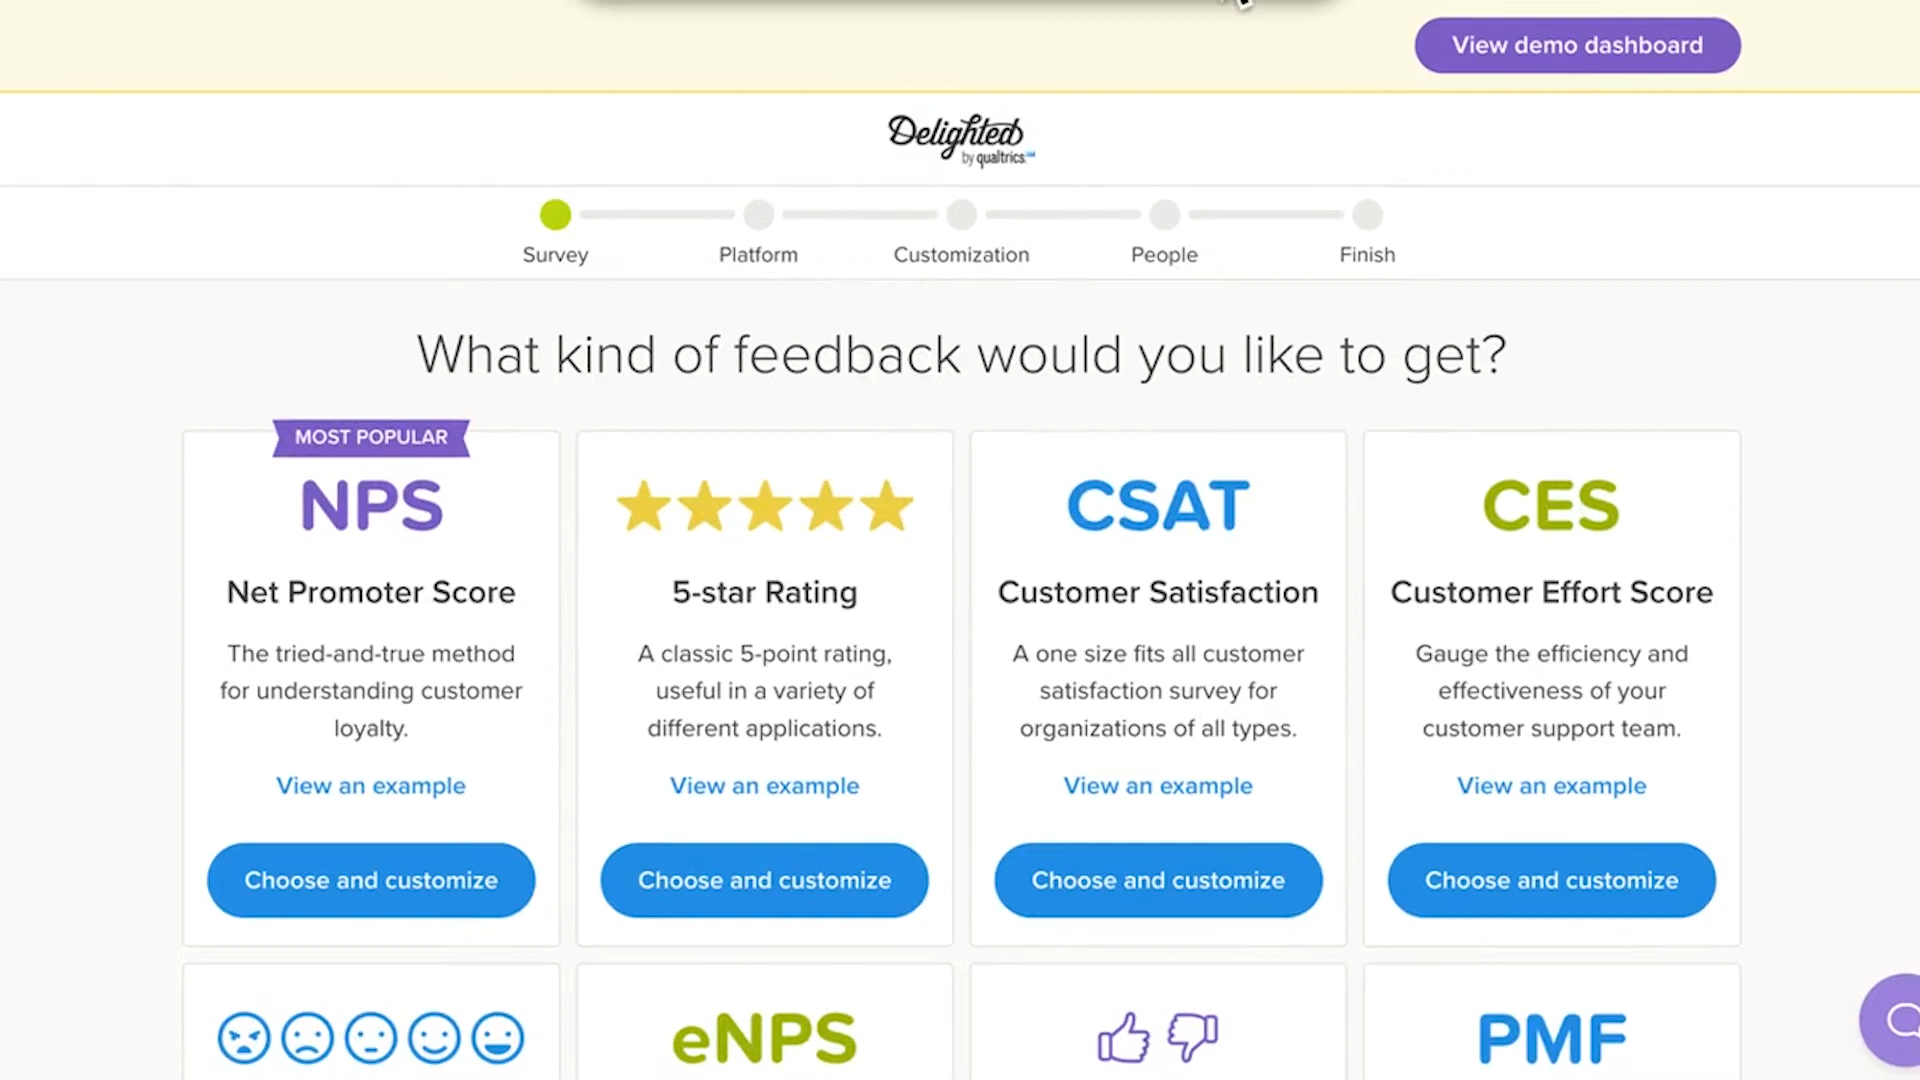 View demo dashboard
Delighted
by qualtrics
Survey
Platform
Customization
People
Finish
What kind of feedback would you like to get?
MOST POPULAR
NPS
Net Promoter Score
The tried-and-true method
for understanding customer
loyalty.
View an example
Choose and customize
5-star Rating
A classic 5-point rating,
useful in a variety of
different applications.
View an example
Choose and customize
CSAT
Customer Satisfaction
A one size fits all customer
satisfaction survey for
organizations of all types.
View an example
Choose and customize
CES
Customer Effort Score
Gauge the efficiency and
effectiveness of your
customer support team.
View an example
Choose and customize
eNPS
PMF